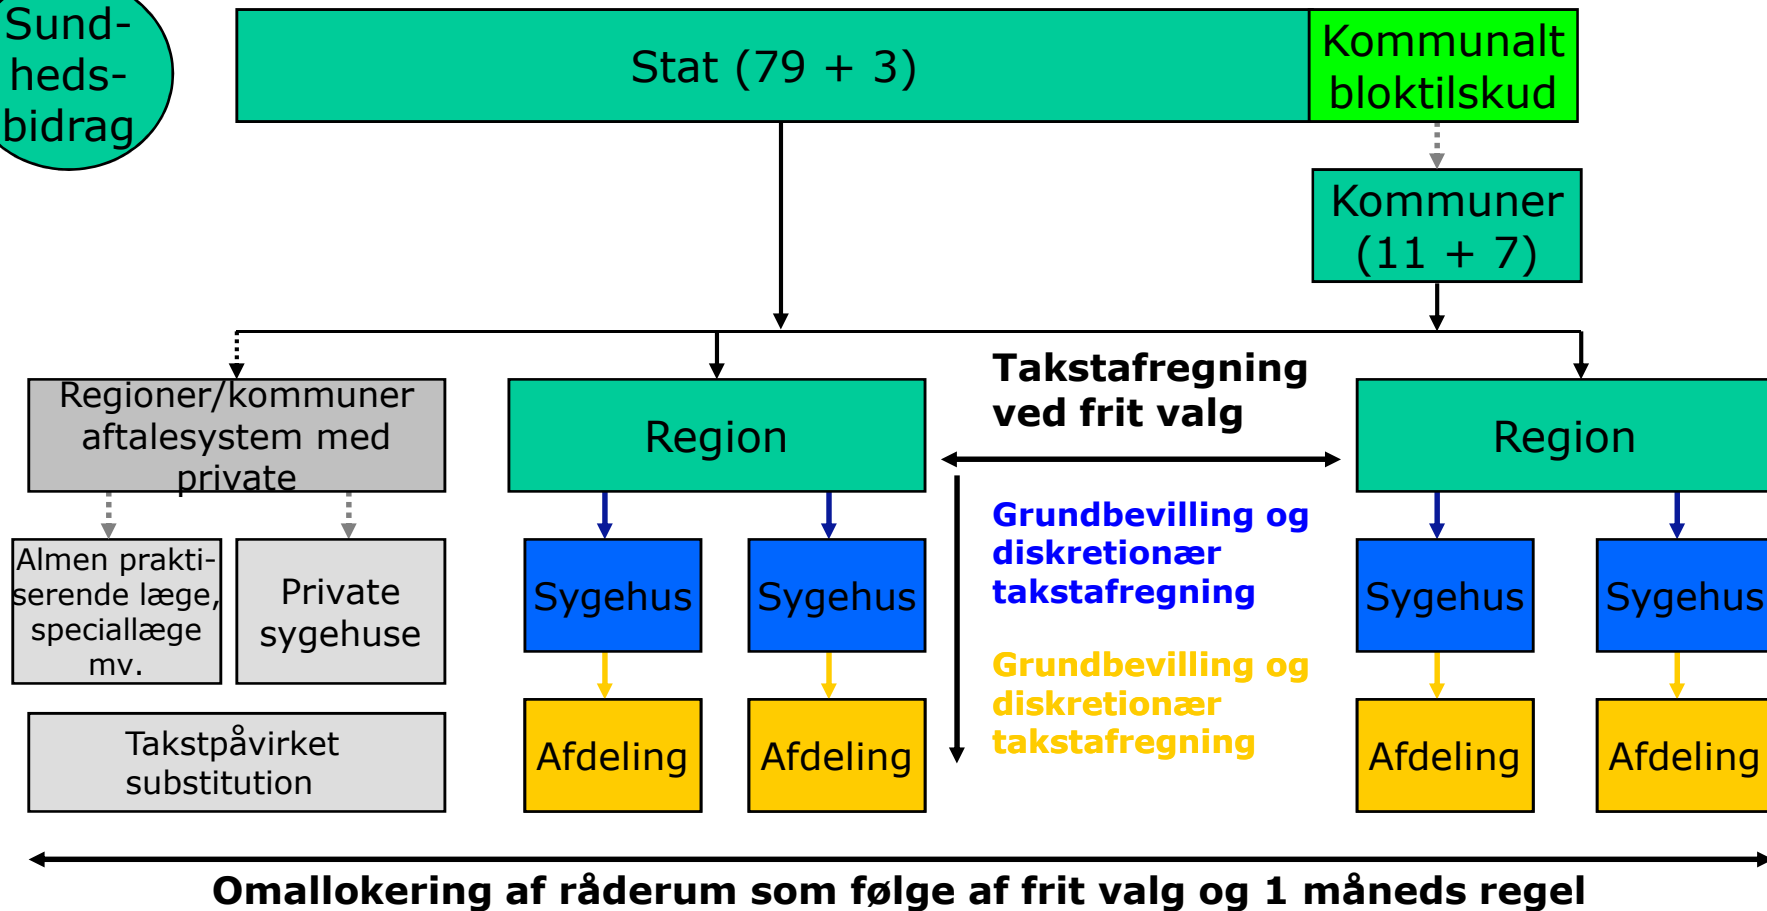 Sund-
heds-
bidrag
Stat (79 + 3)
Kommunalt
bloktilskud
Kommuner
(11 + 7)
Regioner/kommuner
aftalesystem med
private
Region
Takstafregning
ved frit valg
Region
Almen prakti-
serende læge,
speciallæge
mv.
Private
sygehuse
Sygehus
Sygehus
Grundbevilling og
diskretionær
takstafregning
Sygehus
Sygehus
Takstpåvirket
substitution
Afdeling
Afdeling
Grundbevilling og
diskretionær
takstafregning
Afdeling
Afdeling
Omallokering af råderum som følge af frit valg og 1 måneds regel